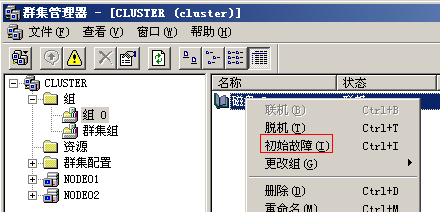 群集管理器 - [CLUSTER (cluster)]
文件(F) 查看(V) 窗口(W) 帮助(H)
CLUSTER
组
组 0
群集组
资源
群集配置
NODE01
NODE02
名称 状态
联机(B) Ctrl+B
脱机(T) Ctrl+T
初始故障(I) Ctrl+I
更改组(G)
删除(D) Ctrl+D
重命名(M) Ctrl+M